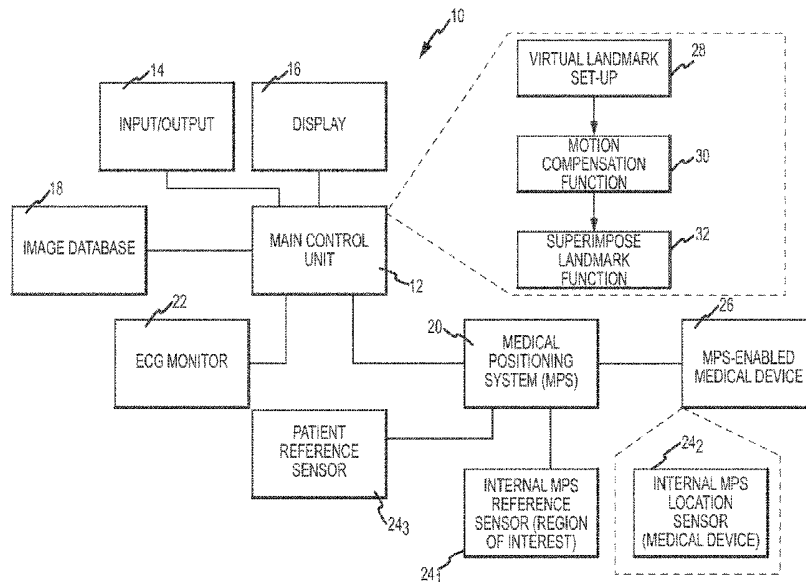 10
14
INPUT/OUTPUT
16
DISPLAY
VIRTUAL LANDMARK
SET-UP
28
MOTION
COMPENSATION
FUNCTION
30
SUPERIMPOSE
LANDMARK
FUNCTION
32
18
IMAGE DATABASE
MAIN CONTROL
UNIT
12
22
ECG MONITOR
20
MEDICAL
POSITIONING
SYSTEM (MPS)
26
MPS-ENABLED
MEDICAL DEVICE
PATIENT
REFERENCE
SENSOR
243
INTERNAL MPS
REFERENCE
SENSOR (REGION
OF INTEREST)
241
242
INTERNAL MPS
LOCATION
SENSOR
(MEDICAL DEVICE)